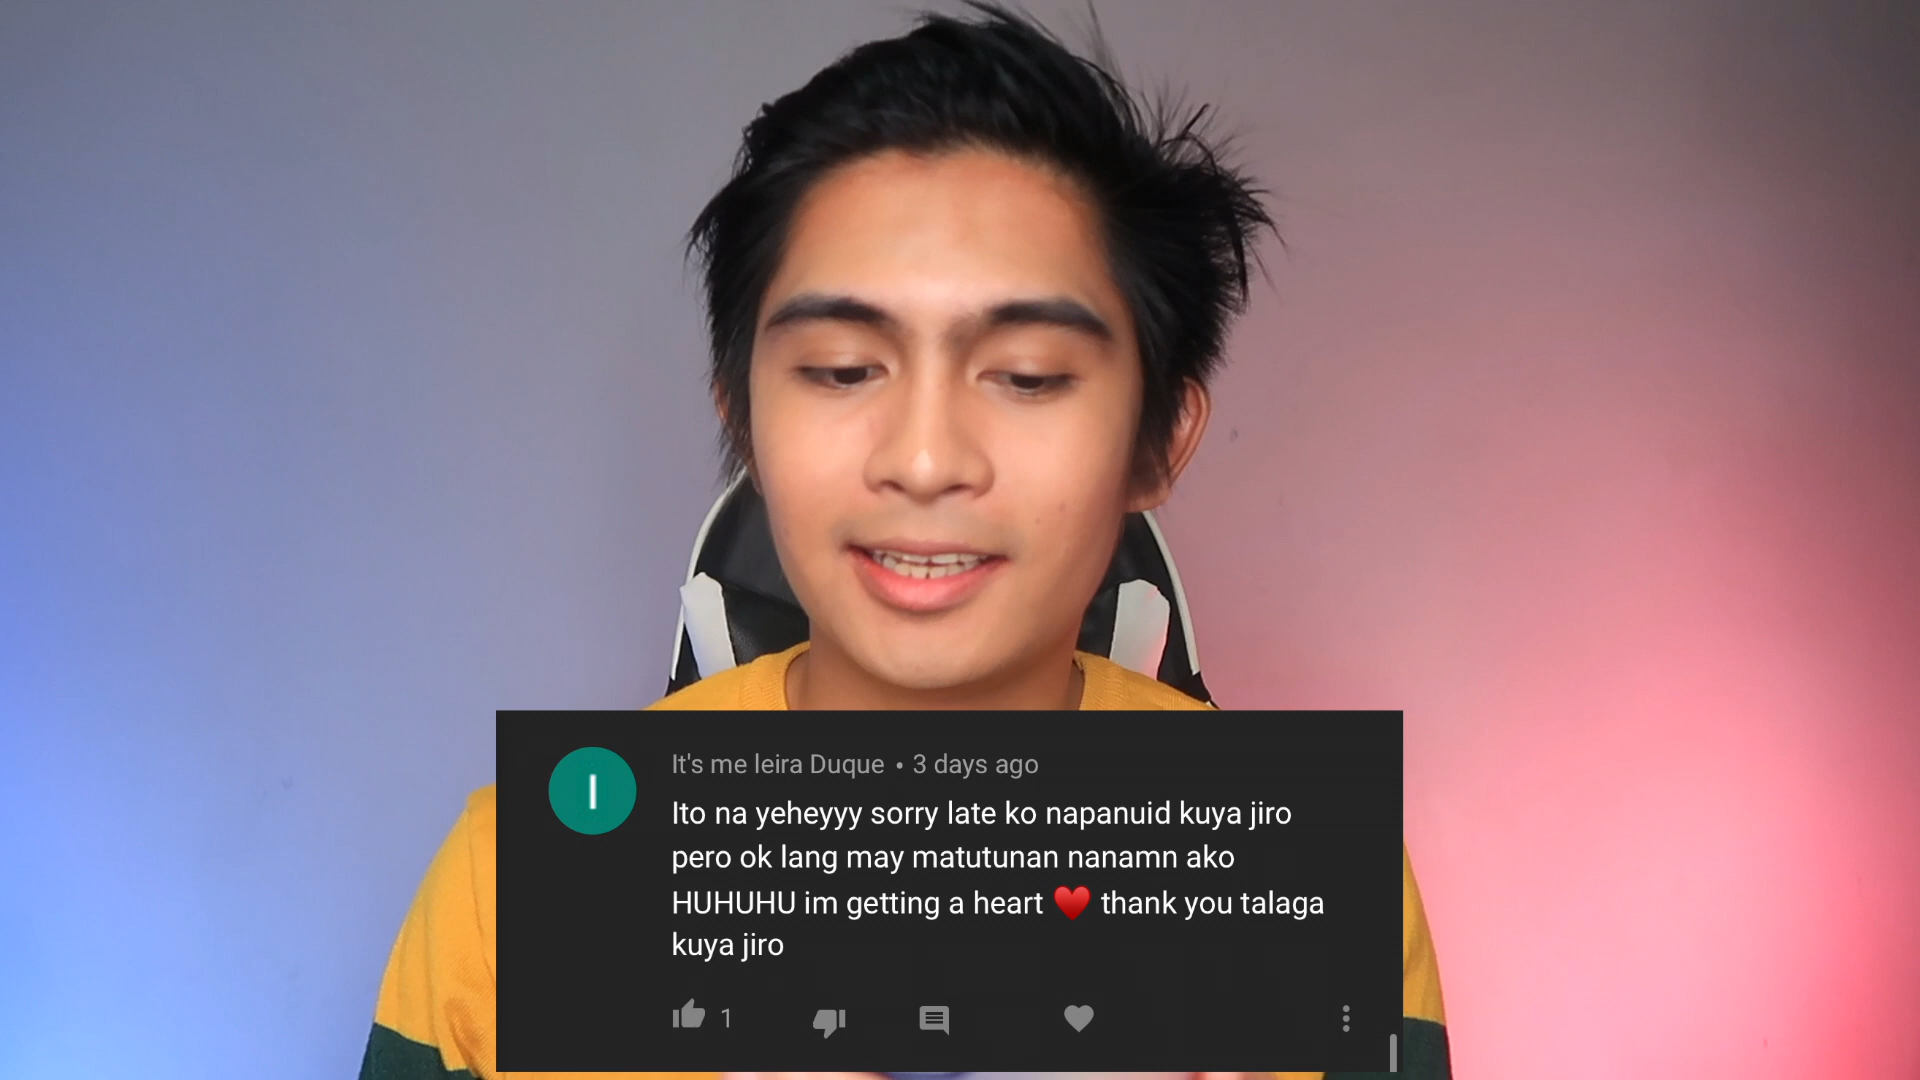 I
It's me leira Duque • 3 days ago
Ito na yeheyyy sorry late ko napanuid kuya jiro
pero ok lang may matutunan nanamn ako
HUHUHU im getting a heart ❤️ thank you talaga
kuya jiro
1